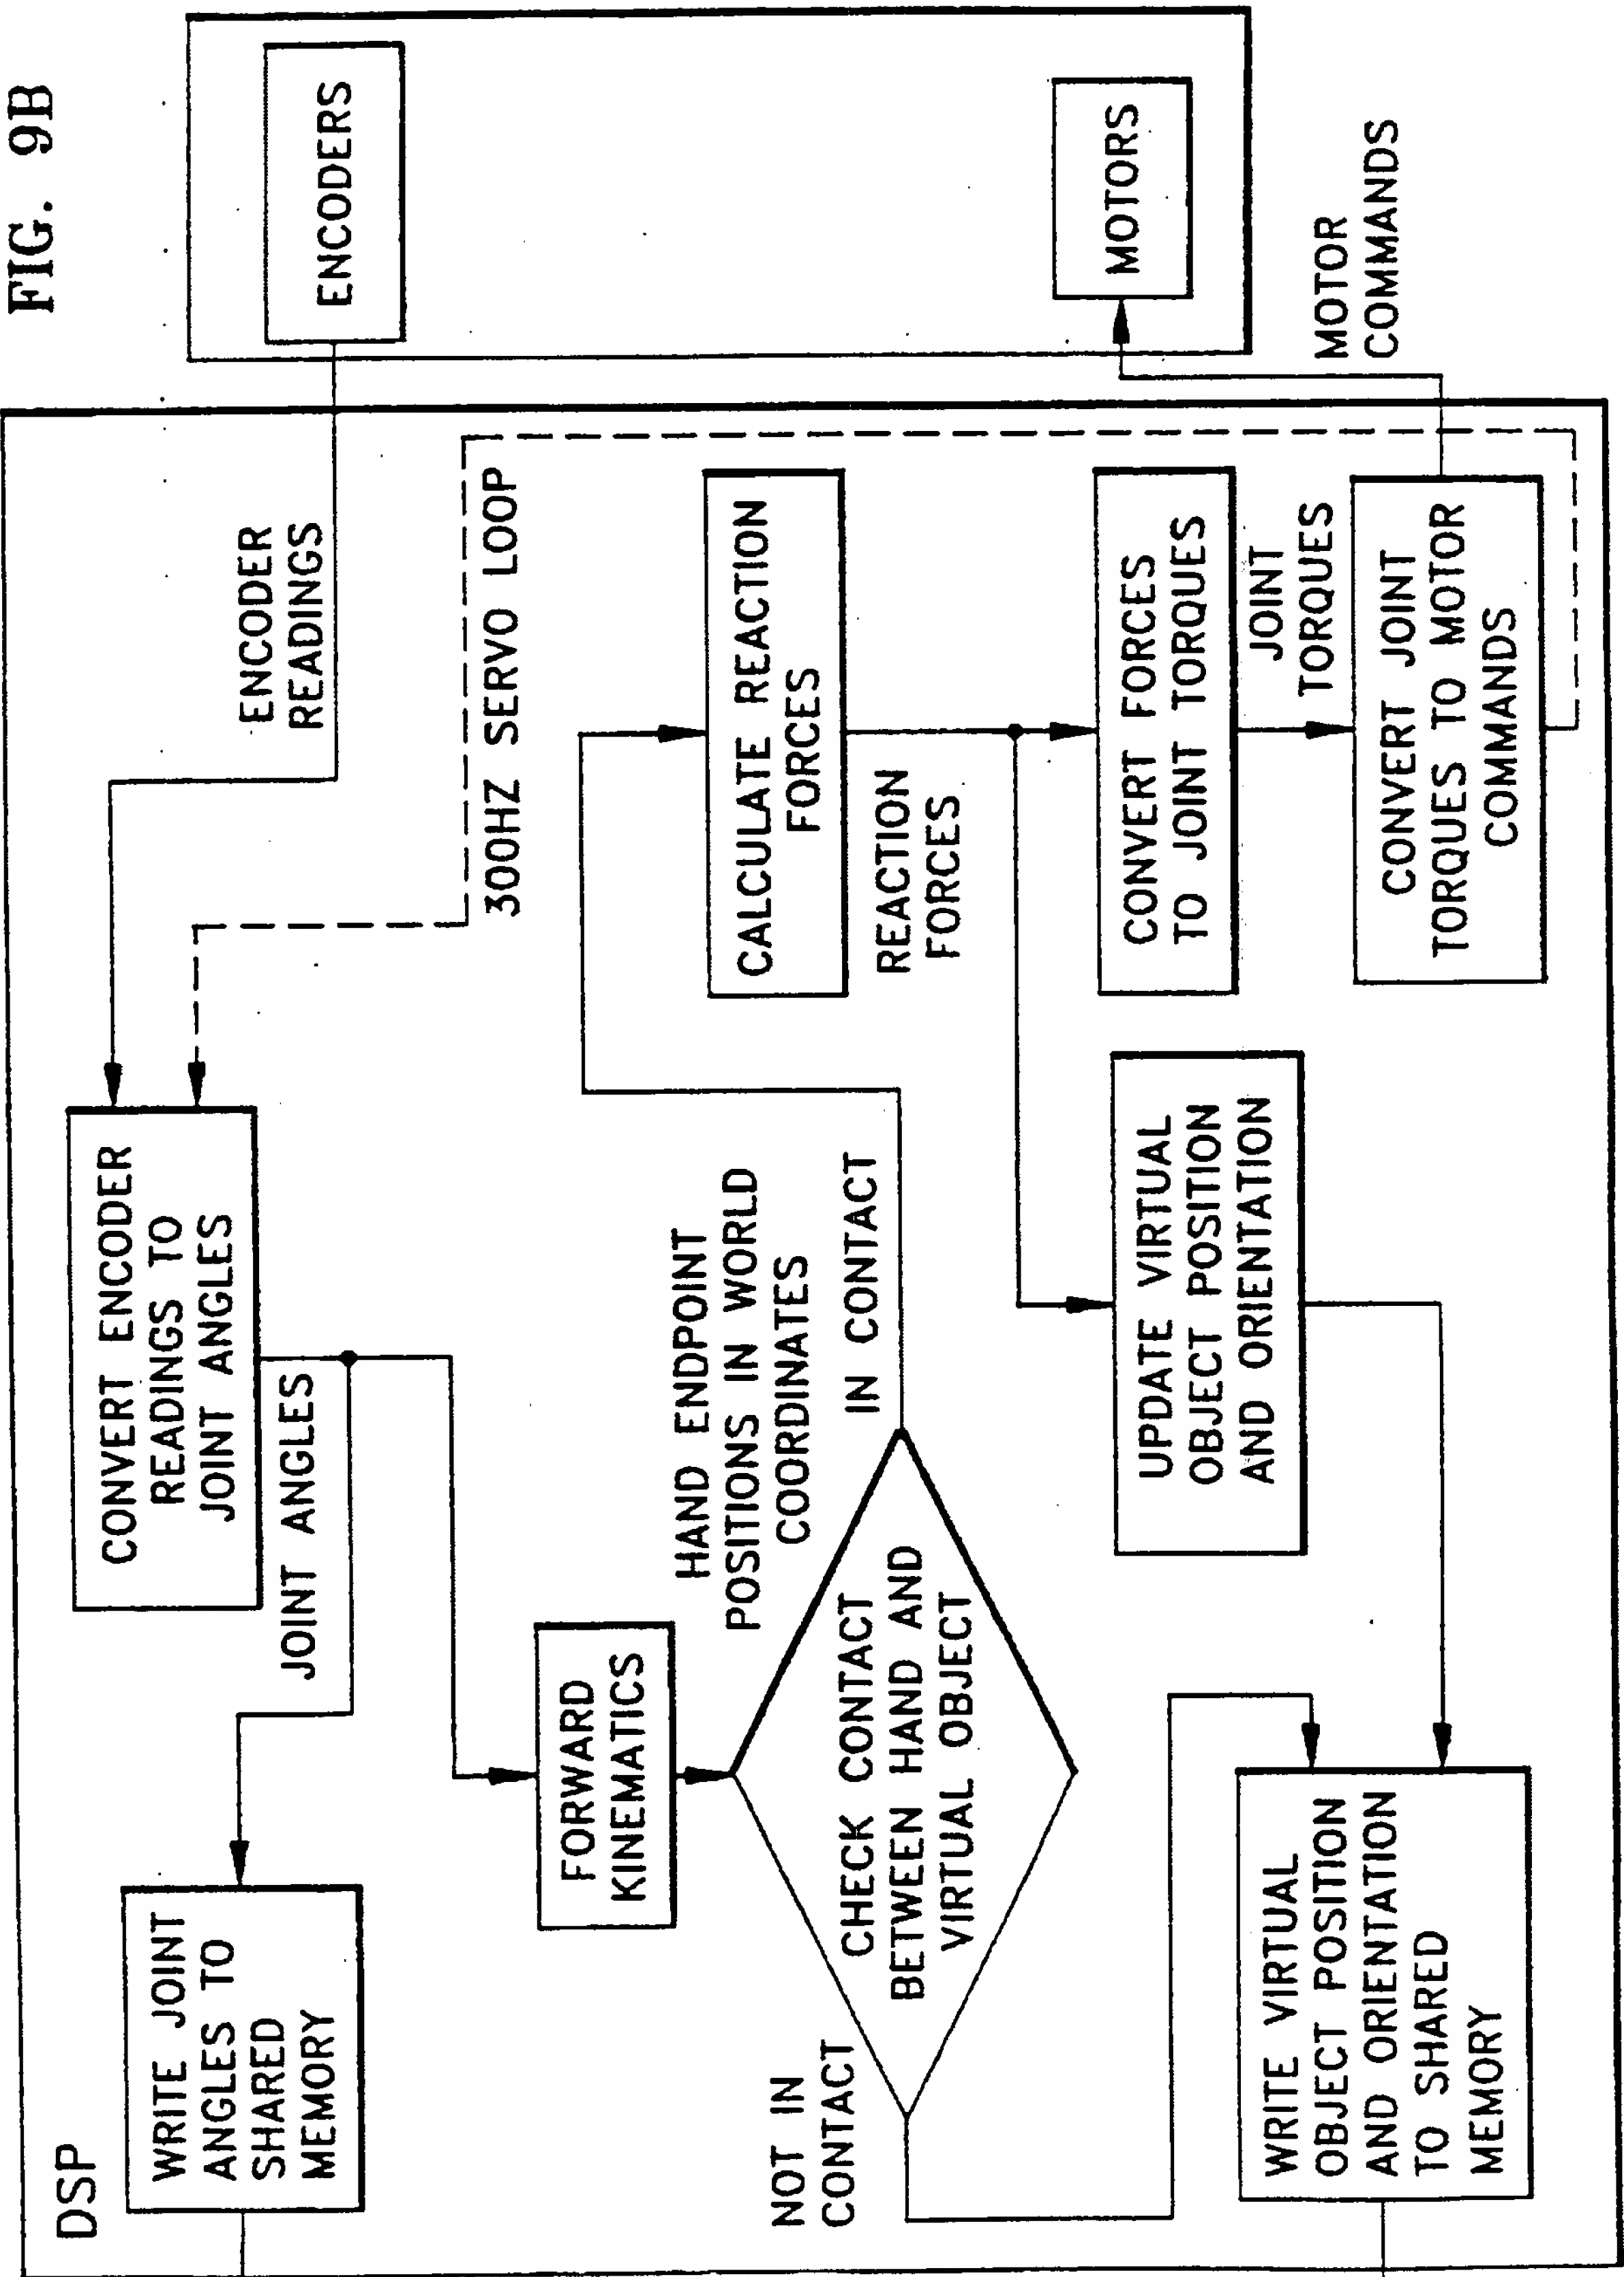 FIG. 9B
DSP
WRITE JOINT
ANGLES TO
SHARED
MEMORY
CONVERT ENCODER
READINGS TO
JOINT ANGLES
JOINT ANGLES
ENCODER
READINGS
ENCODERS
300HZ SERVO LOOP
FORWARD
KINEMATICS
HAND ENDPOINT
POSITIONS IN WORLD
COORDINATES
CHECK CONTACT
BETWEEN HAND AND
VIRTUAL OBJECT
IN CONTACT
NOT IN
CONTACT
CALCULATE REACTION
FORCES
REACTION
FORCES
CONVERT FORCES
TO JOINT TORQUES
JOINT
TORQUES
CONVERT JOINT
TORQUES TO MOTOR
COMMANDS
UPDATE VIRTUAL
OBJECT POSITION
AND ORIENTATION
WRITE VIRTUAL
OBJECT POSITION
AND ORIENTATION
TO SHARED
MEMORY
MOTORS
MOTOR
COMMANDS